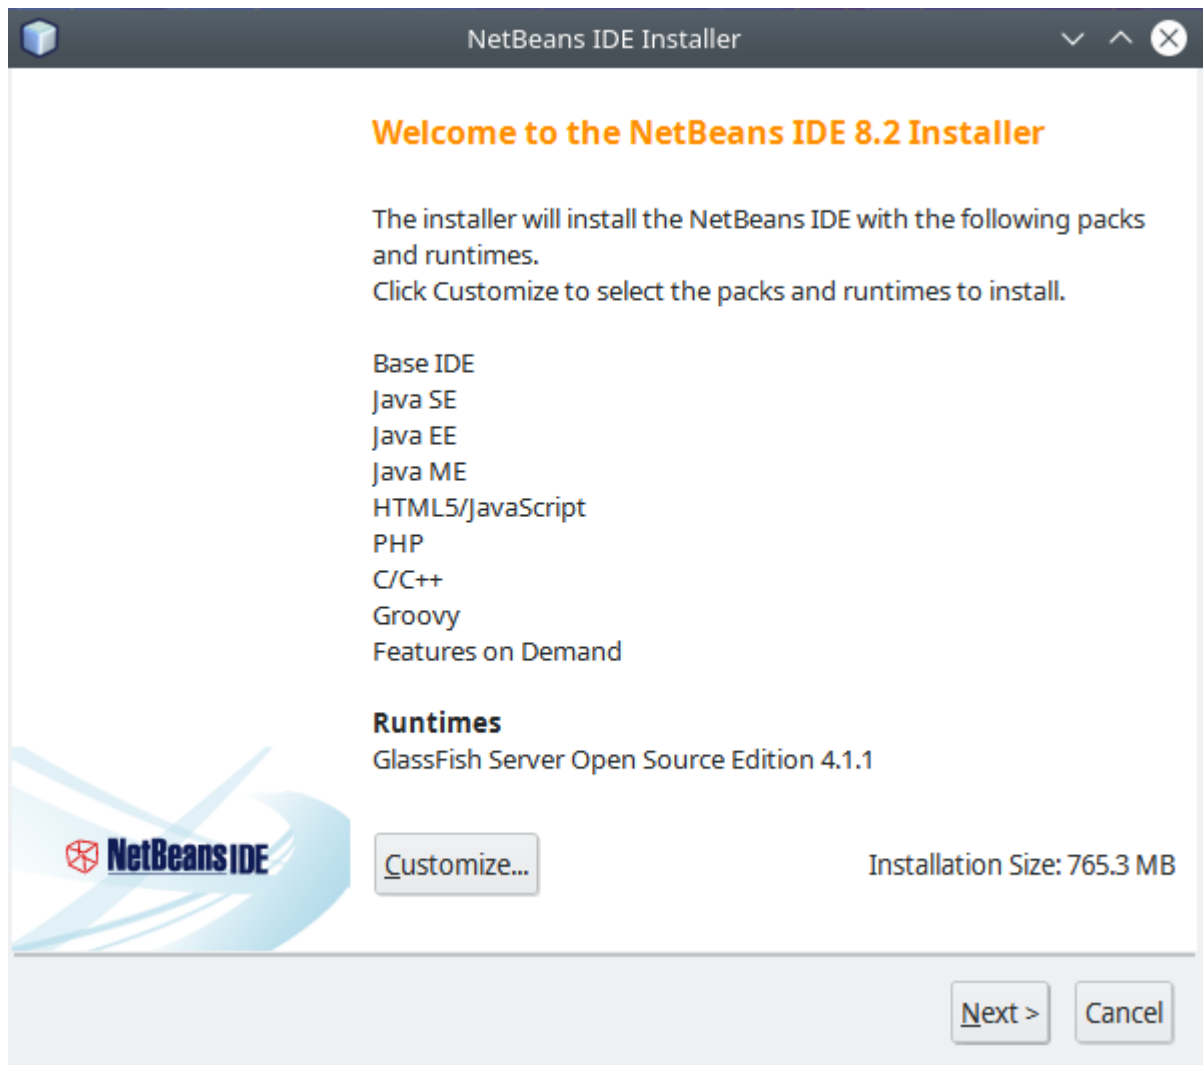 NetBeans IDE Installer
Welcome to the NetBeans IDE 8.2 Installer
The installer will install the NetBeans IDE with the following packs
and runtimes.
Click Customize to select the packs and runtimes to install.
Base IDE
Java SE
Java EE
Java ME
HTML5/JavaScript
PHP
C/C++
Groovy
Features on Demand
Runtimes
GlassFish Server Open Source Edition 4.1.1
NetBeans IDE
Customize...
Installation Size: 765.3 MB
Next >
Cancel